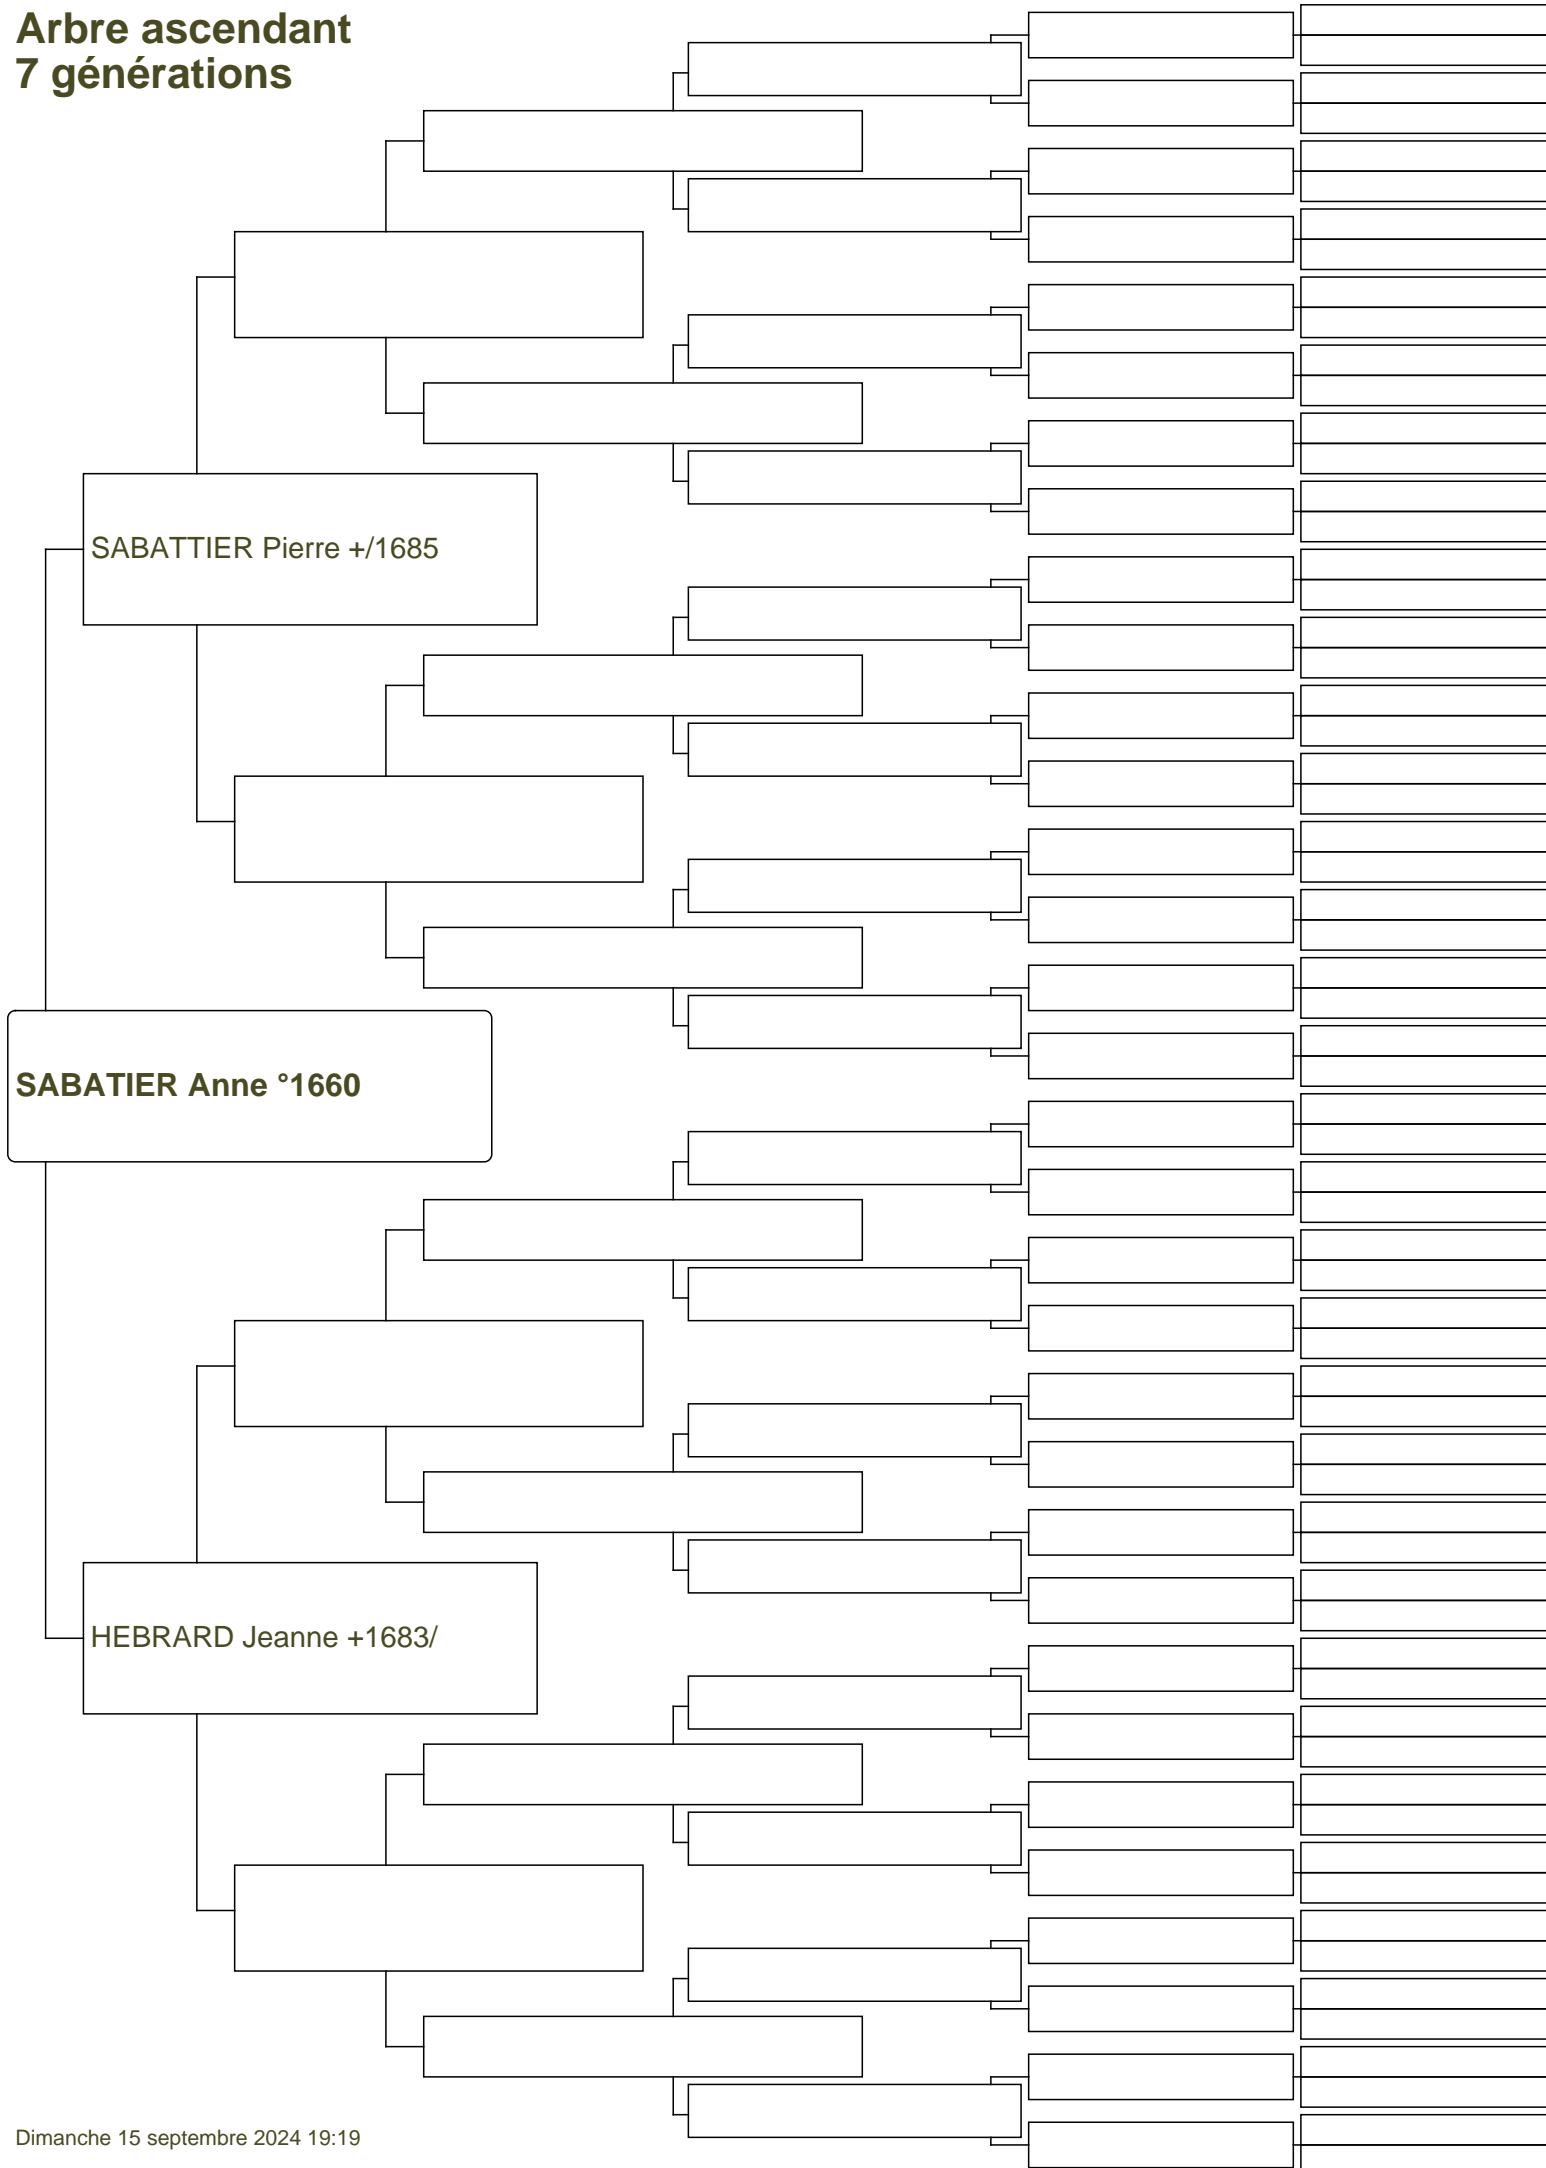 Arbre ascendant
7 générations
SABATTIER Pierre +/1685
SABATIER Anne °1660
HEBRARD Jeanne +1683/
Dimanche 15 septembre 2024 19:19